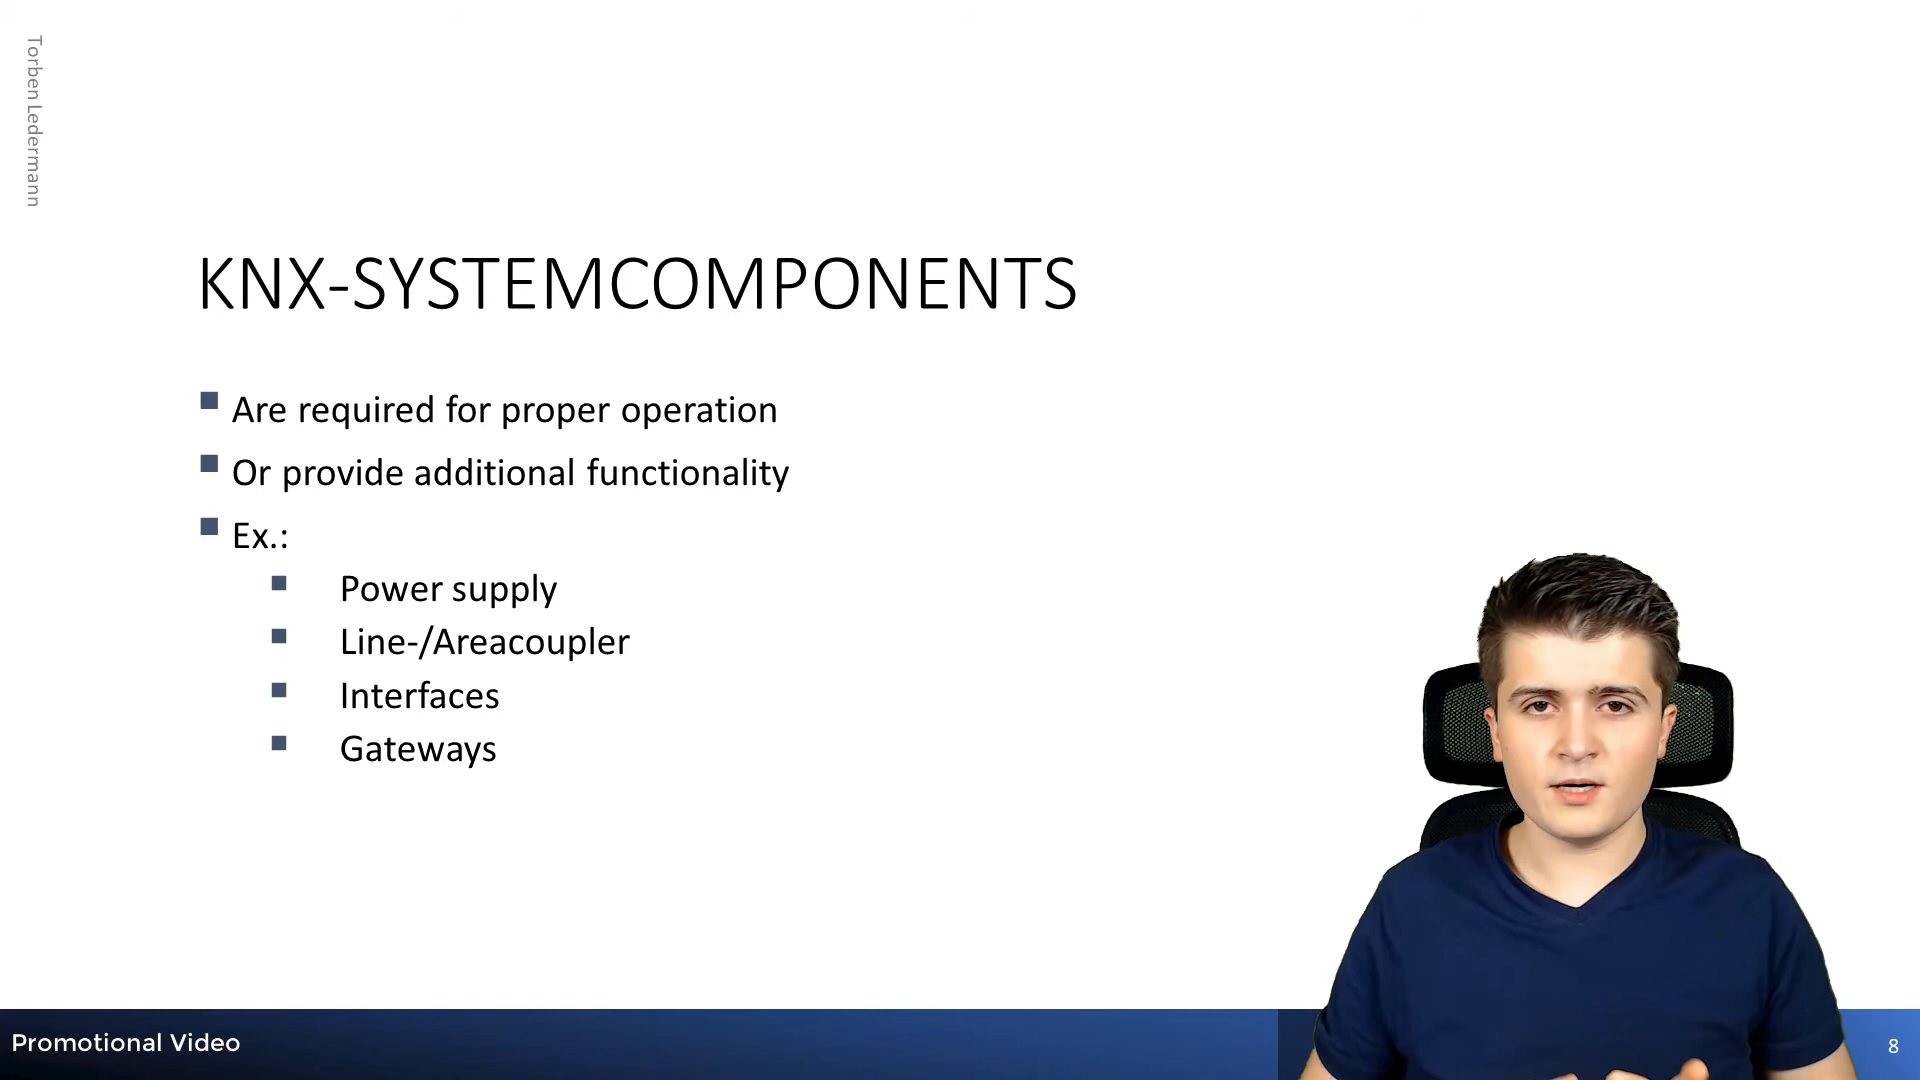 Torben Ledermann
KNX-SYSTEMCOMPONENTS
Are required for proper operation
Or provide additional functionality
Ex.:
Power supply
Line-/Areacoupler
Interfaces
Gateways
Promotional Video
8